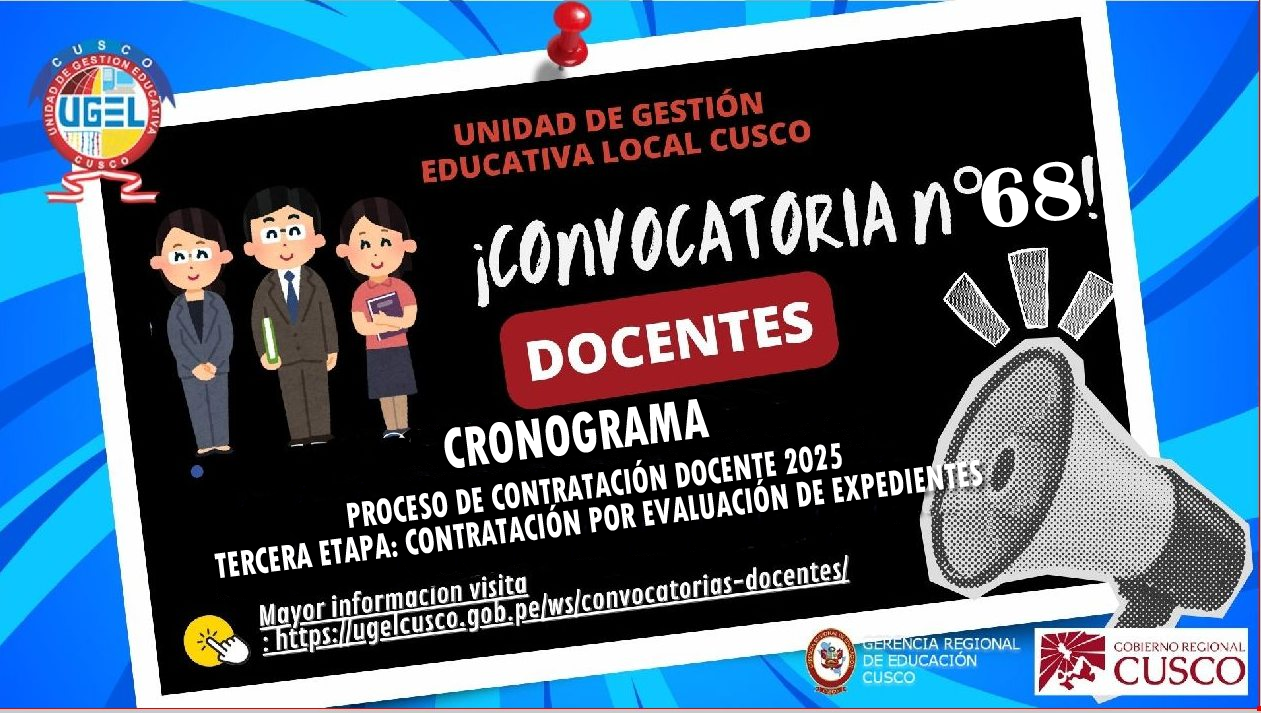 CUSCO
UNIDAD DE GESTION EDUCATIVA
UGEL
CUSCO
UNIDAD DE GESTIÓN
EDUCATIVA LOCAL CUSCO
¡CONVOCATORIA n°68!
DOCENTES
CRONOGRAMA
PROCESO DE CONTRATACIÓN DOCENTE 2025
TERCERA ETAPA: CONTRATACIÓN POR EVALUACIÓN DE EXPEDIENTES
Mayor informacion visita
: https://ugelcusco.gob.pe/ws/convocatorias-docentes/
GERENCIA REGIONAL
DE EDUCACIÓN
CUSCO
GOBIERNO REGIONAL
CUSCO